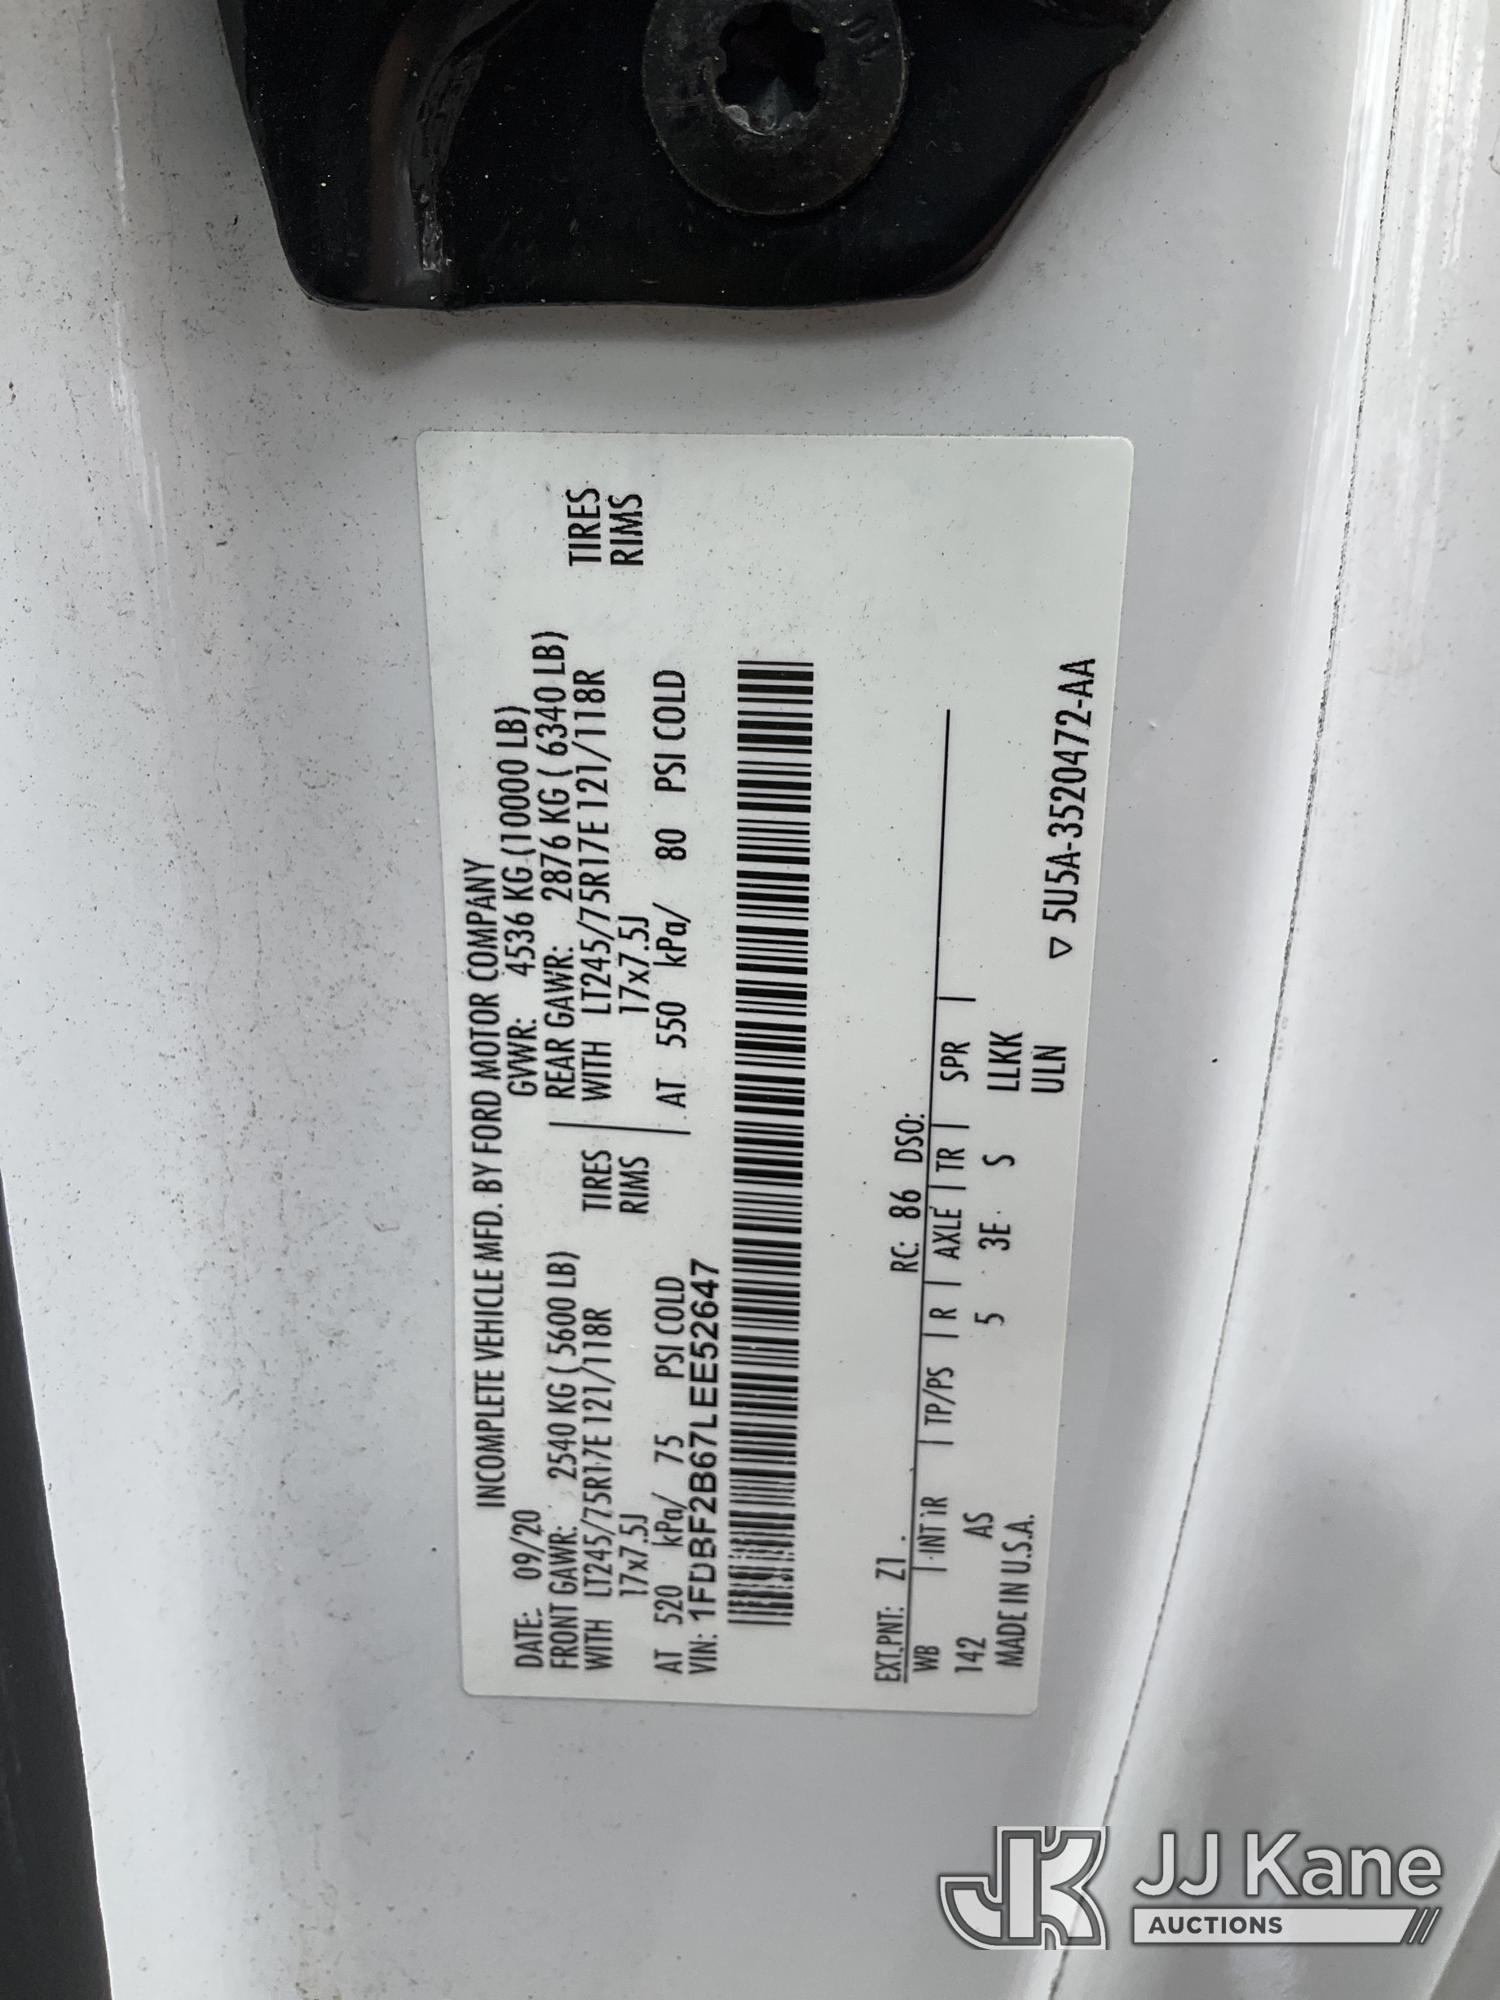 INCOMPLETE VEHICLE MFD. BY FORD MOTOR COMPANY
DATE: 09/20 GVWR: 4536 KG (10000 LB)
FRONT GAWR: 2540 KG ( 5600 LB) REAR GAWR: 2876 KG ( 6340 LB)
WITH LT245/75R17E 121/118R TIRES WITH LT245/75R17E 121/118R TIRES
17x7.5J RIMS 17x7.5J RIMS
AT 520 kPa/ 75 PSI COLD AT 550 kPa/ 80 PSI COLD
VIN: 1FDBF2B67LEE52647
EXT.PNT: Z1 RC: 86 DSO:
WB INT TR TP/PS R AXLE TR SPR
142 AS 5 3E S LLKK
MADE IN U.S.A. ULN
▽ 5U5A-3520472-AA
JK JJ Kane
AUCTIONS